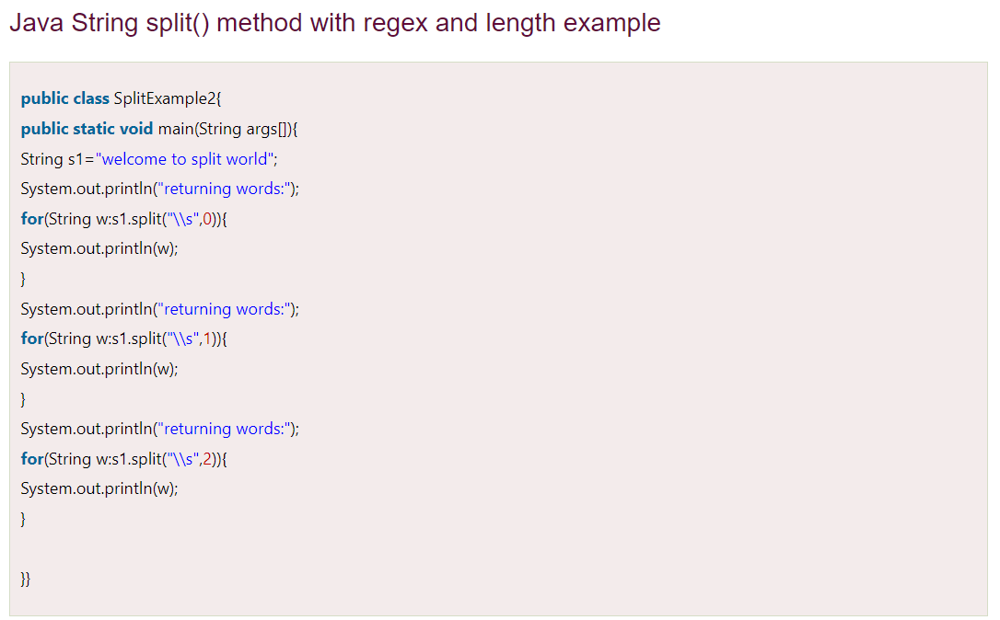 Java String split() method with regex and length example
public class SplitExample2{
public static void main(String args[]){
String s1="welcome to split world";
System.out.println("returning words:");
for(String w:s1.split("\\s",0)){
System.out.println(w);
}
System.out.println("returning words:");
for(String w:s1.split("\\s",1)){
System.out.println(w);
}
System.out.println("returning words:");
for(String w:s1.split("\\s",2)){
System.out.println(w);
}
}}